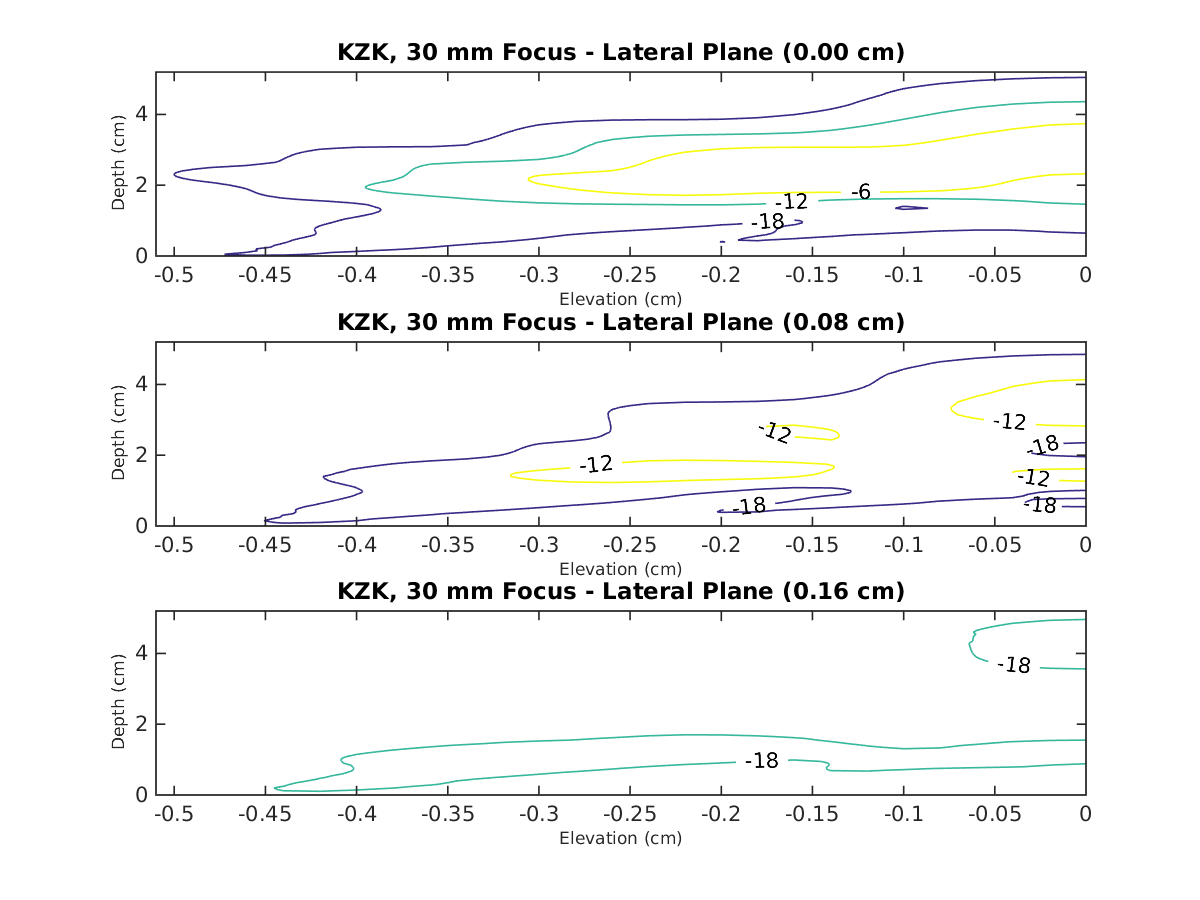 KZK, 30 mm Focus - Lateral Plane (0.00 cm)
Depth (cm)
4
2
0
-6
-12
-18
-0.5 -0.45 -0.4 -0.35 -0.3 -0.25 -0.2 -0.15 -0.1 -0.05 0
Elevation (cm)
KZK, 30 mm Focus - Lateral Plane (0.08 cm)
Depth (cm)
4
2
0
-12
-12
-18
-12
-12
-18
-18
-0.5 -0.45 -0.4 -0.35 -0.3 -0.25 -0.2 -0.15 -0.1 -0.05 0
Elevation (cm)
KZK, 30 mm Focus - Lateral Plane (0.16 cm)
Depth (cm)
4
2
0
-18
-18
-0.5 -0.45 -0.4 -0.35 -0.3 -0.25 -0.2 -0.15 -0.1 -0.05 0
Elevation (cm)